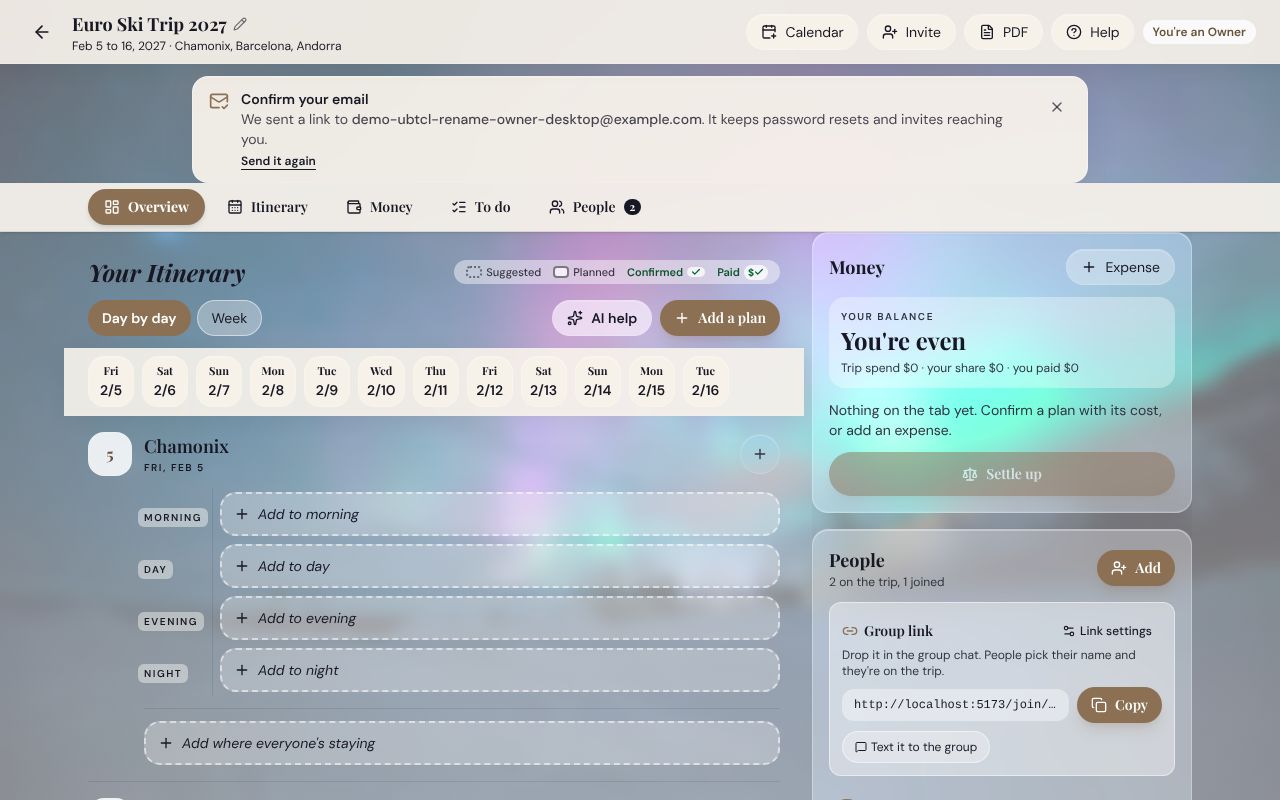 Euro Ski Trip 2027
Feb 5 to 16, 2027 · Chamonix, Barcelona, Andorra
Calendar
Invite
PDF
Help
You're an Owner
Confirm your email
We sent a link to demo-ubtcl-rename-owner-desktop@example.com. It keeps password resets and invites reaching
you.
Send it again
Overview
Itinerary
Money
To do
People 2
Your Itinerary
Suggested
Planned
Confirmed
Paid $
Day by day
Week
AI help
Add a plan
Fri 2/5
Sat 2/6
Sun 2/7
Mon 2/8
Tue 2/9
Wed 2/10
Thu 2/11
Fri 2/12
Sat 2/13
Sun 2/14
Mon 2/15
Tue 2/16
5
Chamonix
FRI, FEB 5
MORNING
Add to morning
DAY
Add to day
EVENING
Add to evening
NIGHT
Add to night
Add where everyone's staying
Money
Expense
YOUR BALANCE
You're even
Trip spend $0 · your share $0 · you paid $0
Nothing on the tab yet. Confirm a plan with its cost,
or add an expense.
Settle up
People
2 on the trip, 1 joined
Add
Group link
Link settings
Drop it in the group chat. People pick their name and
they're on the trip.
http://localhost:5173/join/…
Copy
Text it to the group